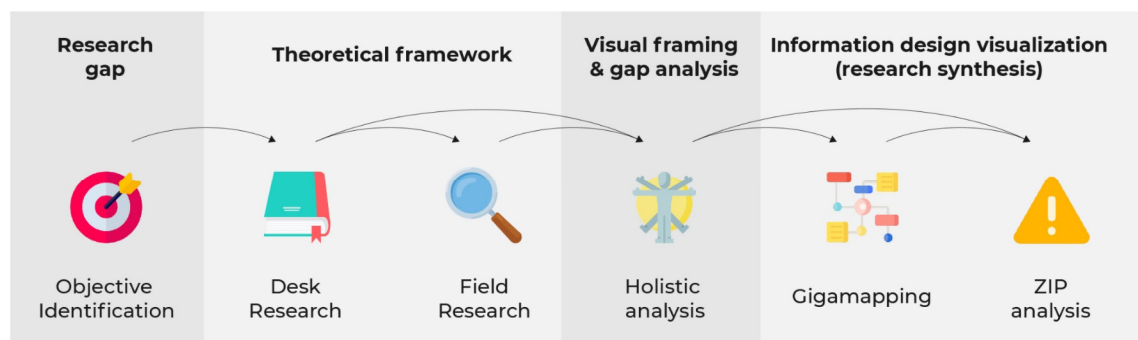 Research
gap
Theoretical framework
Visual framing
& gap analysis
Information design visualization
(research synthesis)
Objective
Identification
Desk
Research
Field
Research
Holistic
analysis
Gigamapping
ZIP
analysis